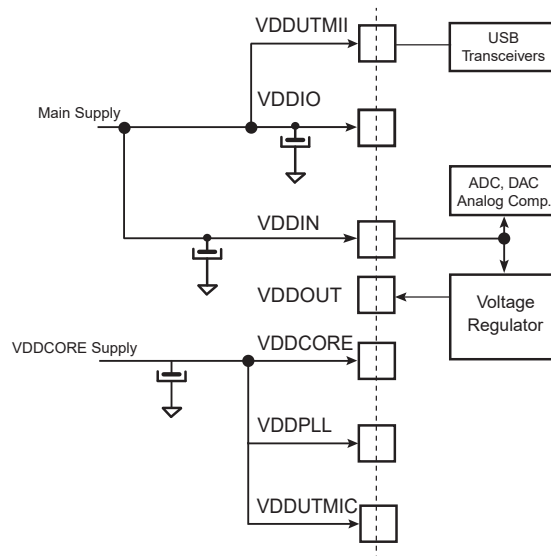 VDDUTMII
USB
Transceivers
VDDIO
Main Supply
ADC, DAC
Analog Comp.
VDDIN
VDDOUT
Voltage
Regulator
VDDCORE
VDDCORE Supply
VDDPLL
VDDUTMIC